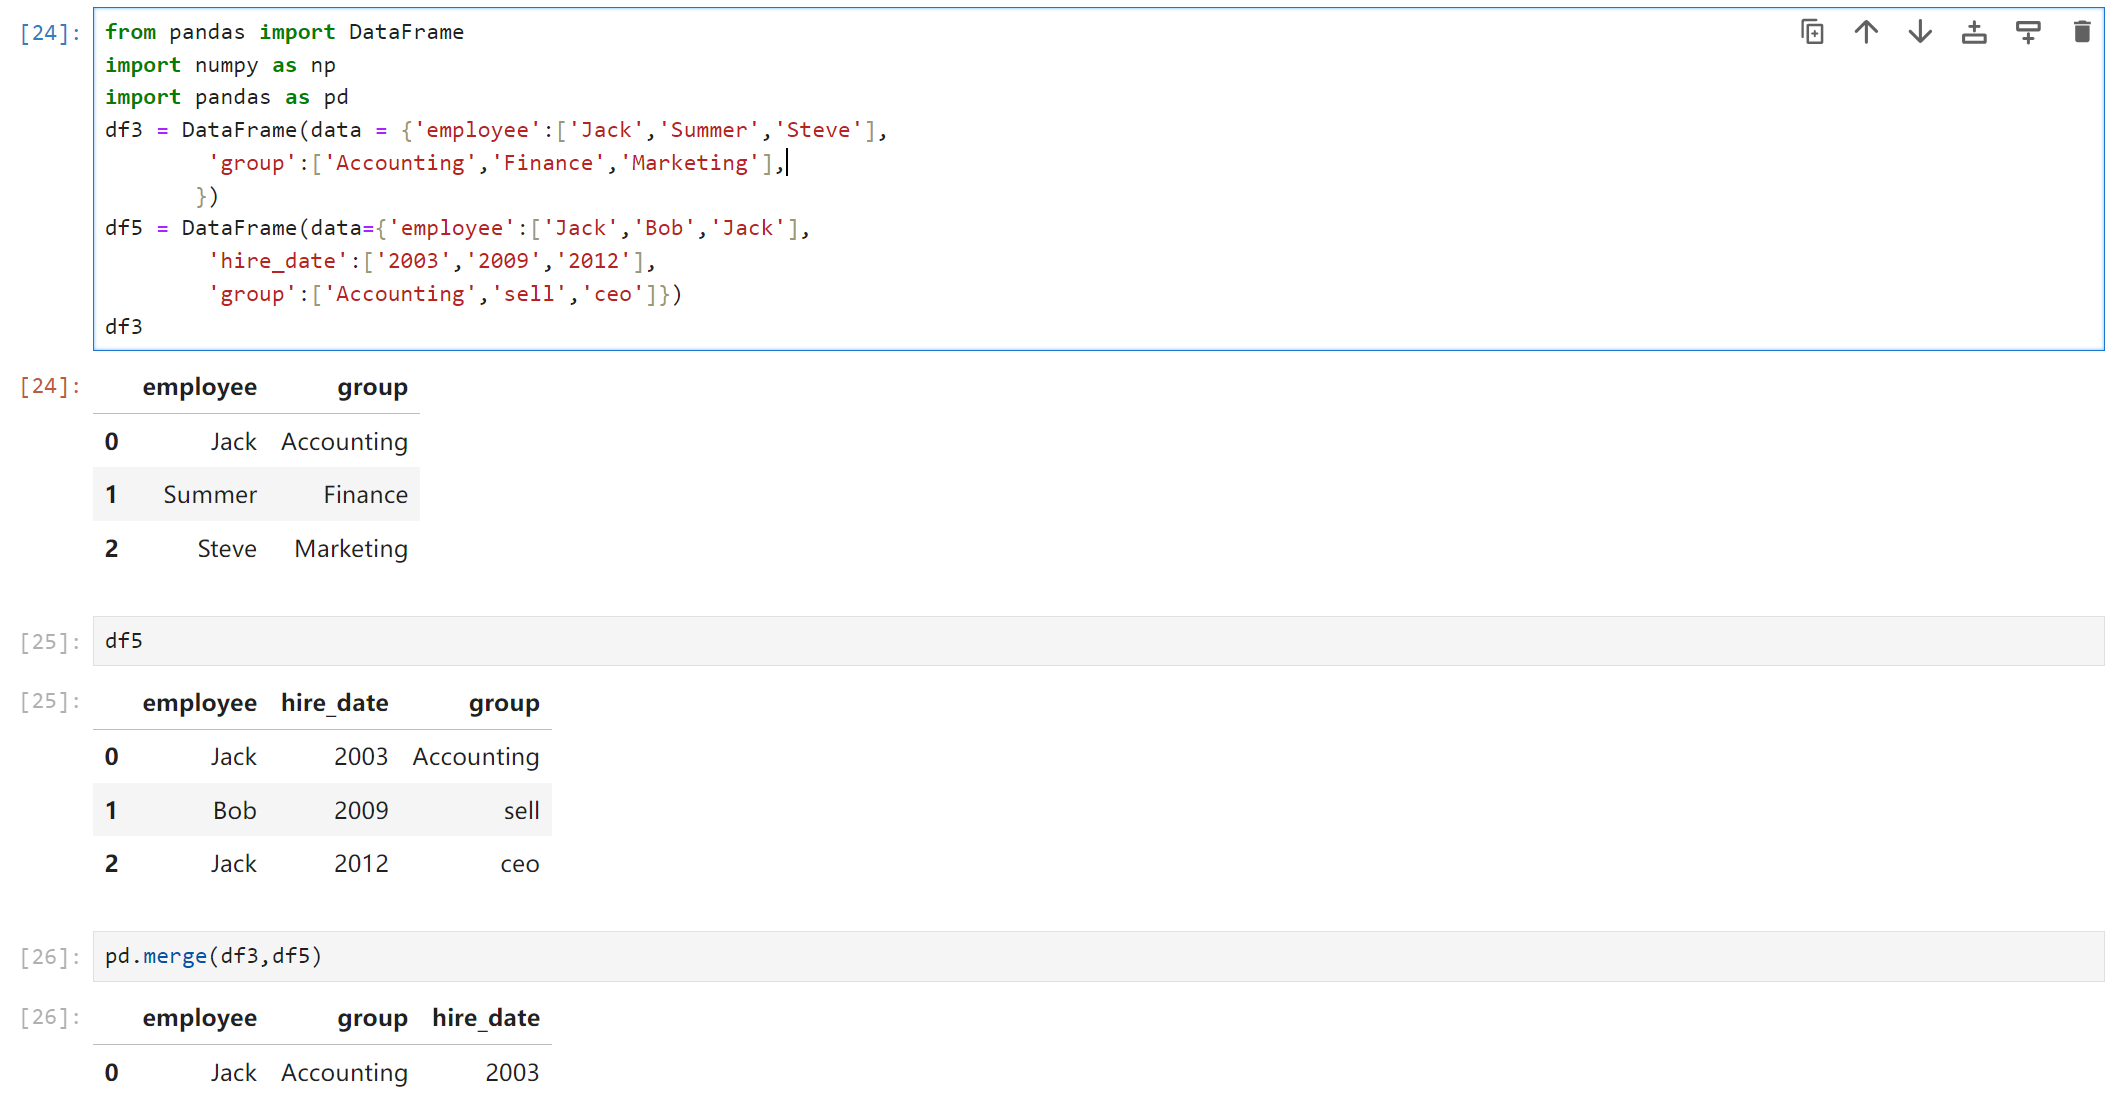 [24]: from pandas import DataFrame
import numpy as np
import pandas as pd
df3 = DataFrame(data = {'employee':['Jack','Summer','Steve'],
        'group':['Accounting','Finance','Marketing'],
       })
df5 = DataFrame(data={'employee':['Jack','Bob','Jack'],
        'hire_date':['2003','2009','2012'],
        'group':['Accounting','sell','ceo']})
df3
[24]: employee group
0 Jack Accounting
1 Summer Finance
2 Steve Marketing
[25]: df5
[25]: employee hire_date group
0 Jack 2003 Accounting
1 Bob 2009 sell
2 Jack 2012 ceo
[26]: pd.merge(df3,df5)
[26]: employee group hire_date
0 Jack Accounting 2003